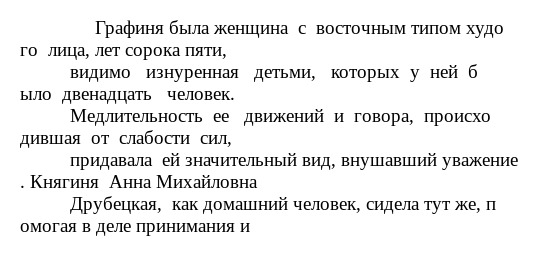 Графиня была женщина с восточным типом худо
го лица, лет сорока пяти,
видимо изнуренная детьми, которых у ней б
ыло двенадцать человек.
Медлительность ее движений и говора, происхо
дившая от слабости сил,
придавала ей значительный вид, внушавший уважение
. Княгиня Анна Михайловна
Друбецкая, как домашний человек, сидела тут же, п
омогая в деле принимания и